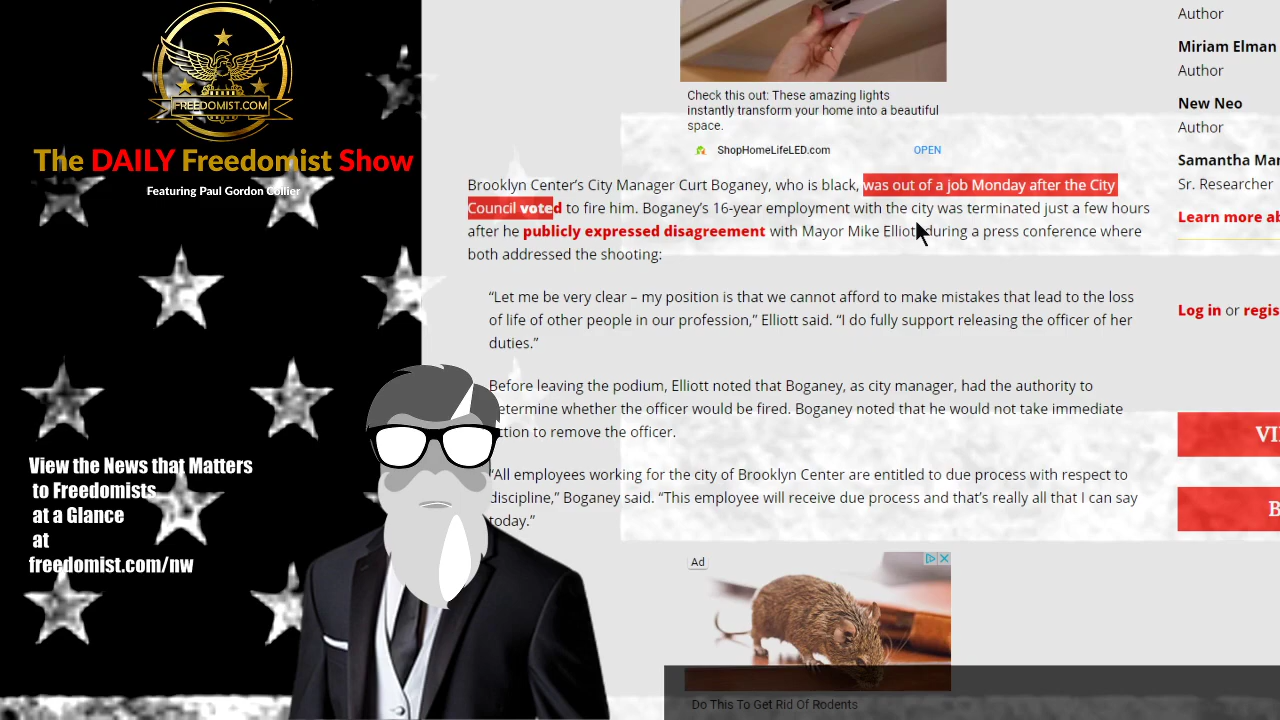 FREEDOMIST.COM
The DAILY Freedomist Show
Featuring Paul Gordon Collier
View the News that Matters
to Freedomists
at a Glance
at
freedomist.com/nw
Check this out: These amazing lights
instantly transform your home into a beautiful
space.
ShopHomeLifeLED.com
OPEN
Brooklyn Center’s City Manager Curt Boganey, who is black, was out of a job Monday after the City
Council voted to fire him. Boganey’s 16-year employment with the city was terminated just a few hours
after he publicly expressed disagreement with Mayor Mike Elliott during a press conference where
both addressed the shooting:
“Let me be very clear – my position is that we cannot afford to make mistakes that lead to the loss
of life of other people in our profession,” Elliott said. “I do fully support releasing the officer of her
duties.”
Before leaving the podium, Elliott noted that Boganey, as city manager, had the authority to
determine whether the officer would be fired. Boganey noted that he would not take immediate
action to remove the officer.
“All employees working for the city of Brooklyn Center are entitled to due process with respect to
discipline,” Boganey said. “This employee will receive due process and that’s really all that I can say
today.”
Ad
Do This To Get Rid Of Rodents
Author
Miriam Elman
Author
New Neo
Author
Samantha Man
Sr. Researcher
Learn more ab
Log in or regis
VI
B